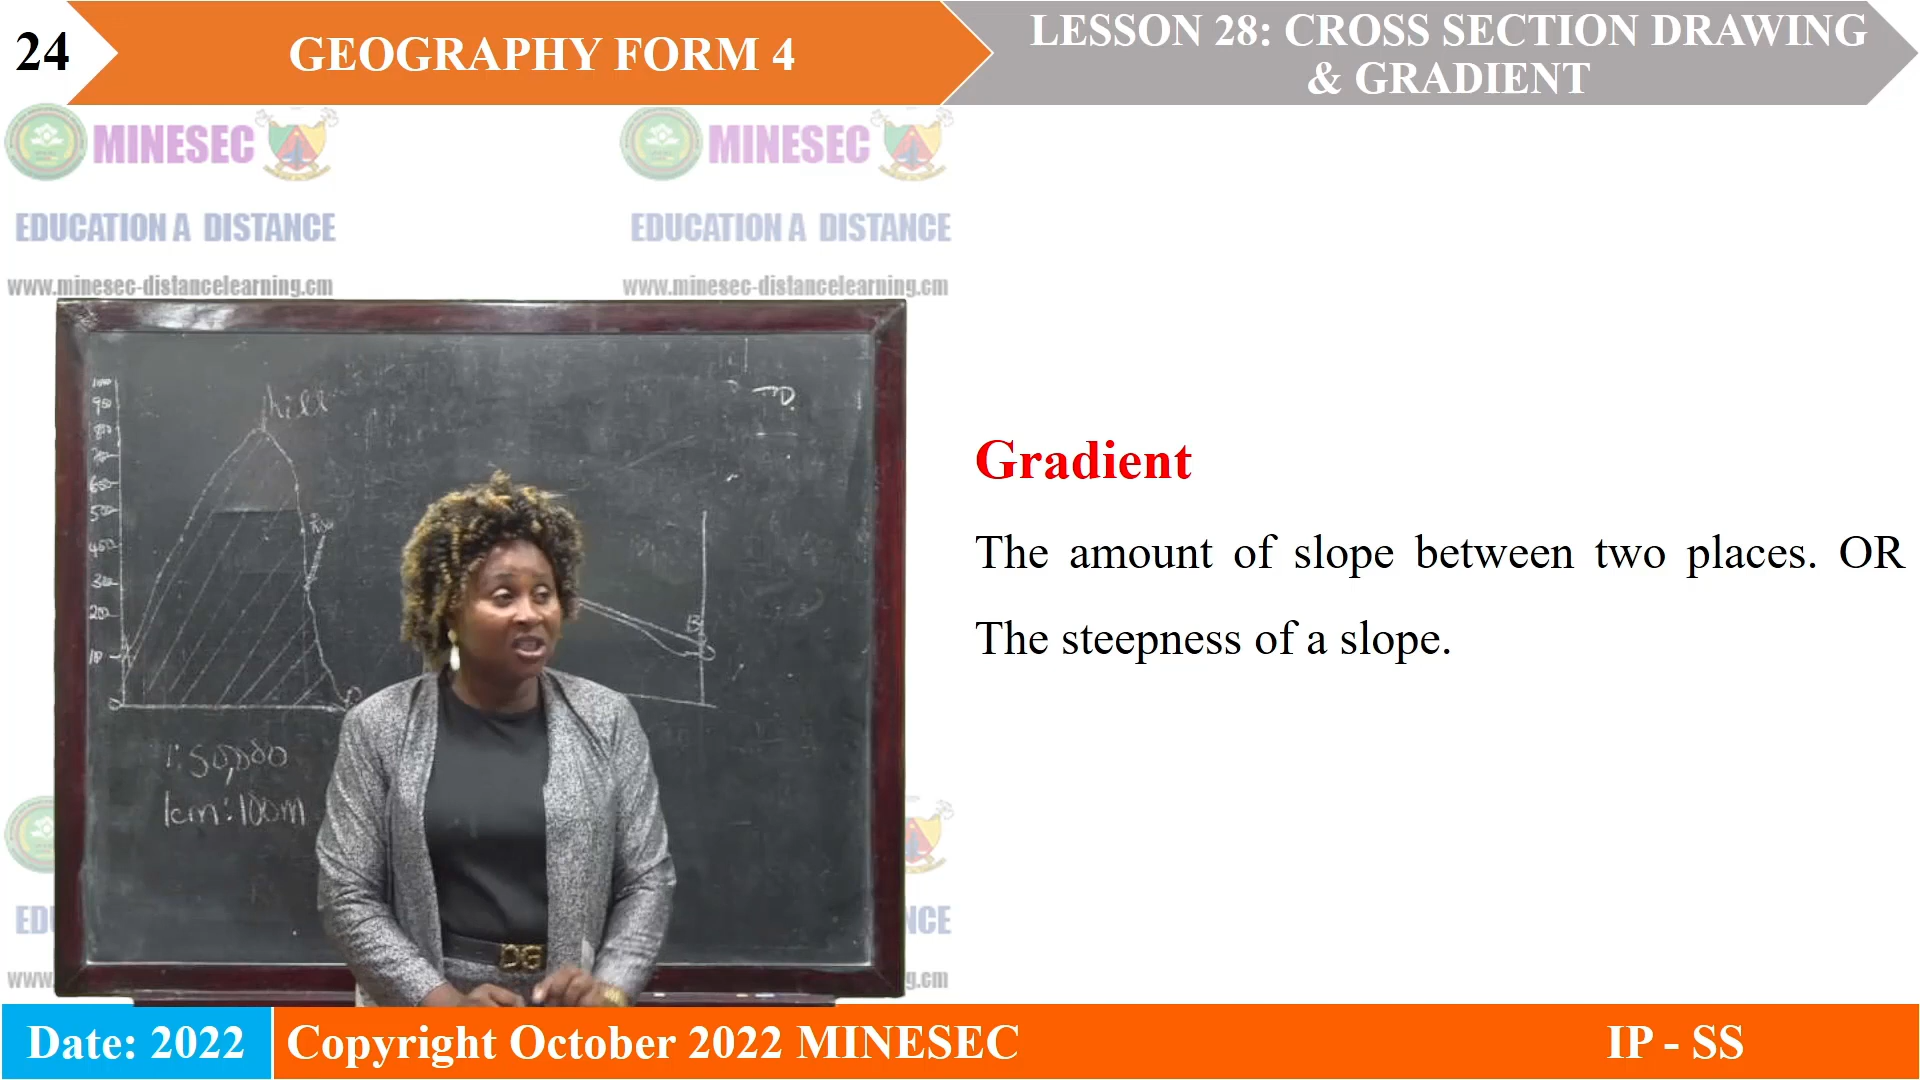 24
GEOGRAPHY FORM 4
LESSON 28: CROSS SECTION DRAWING
& GRADIENT
MINESEC
MINESEC
EDUCATION A DISTANCE
EDUCATION A DISTANCE
www.minesec-distancelearning.cm
www.minesec-distancelearning.cm
hill
Gradient
The amount of slope between two places. OR
The steepness of a slope.
1:50,000
1cm:100m
Date: 2022
Copyright October 2022 MINESEC
IP - SS